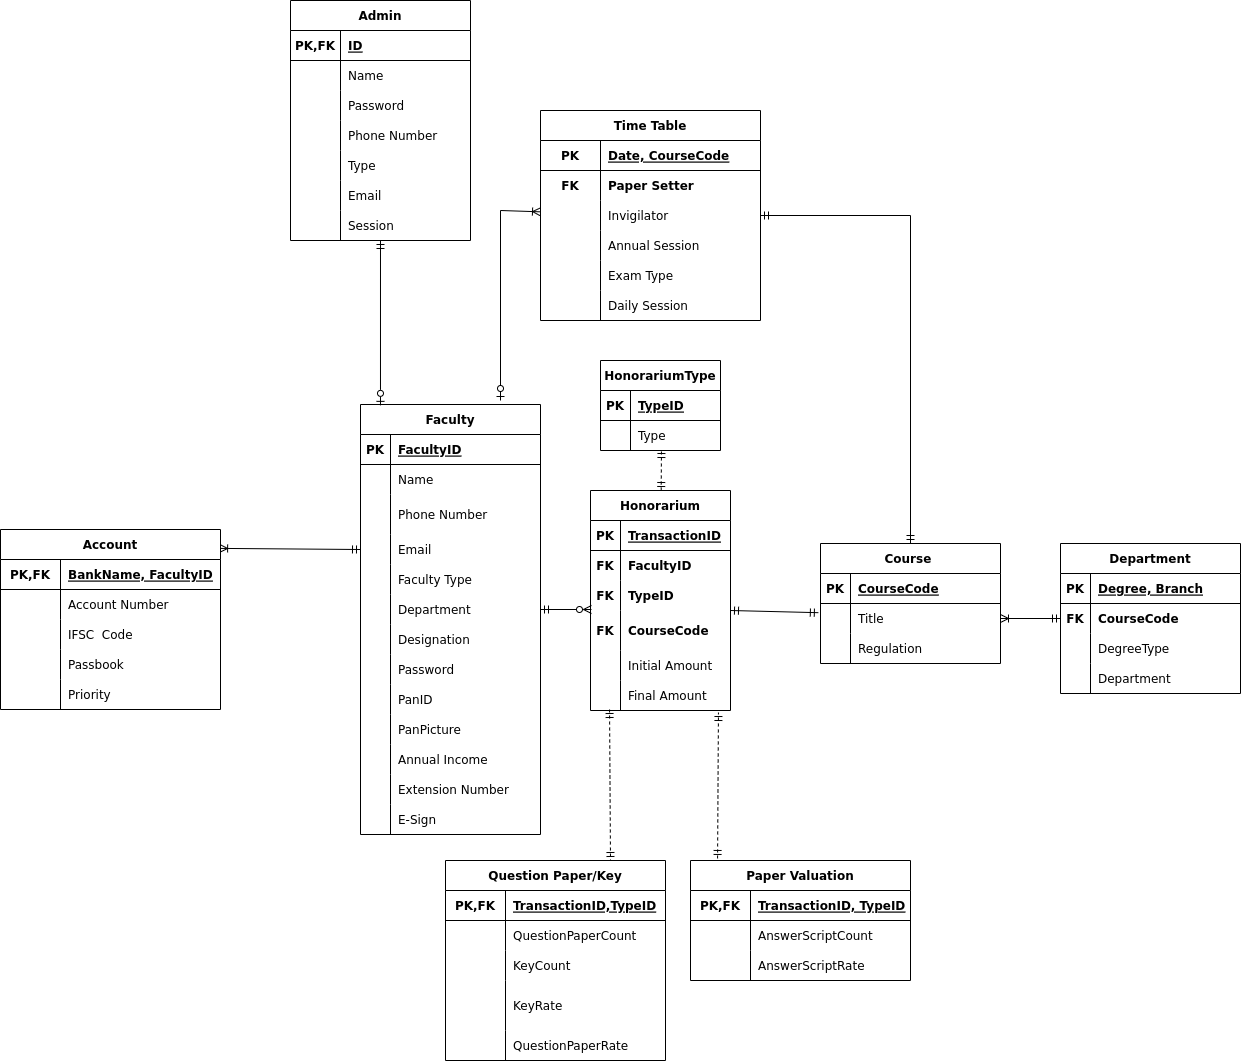 Admin
PK,FK ID
Name
Password
Phone Number
Type
Email
Session
Time Table
PK Date, CourseCode
FK Paper Setter
Invigilator
Annual Session
Exam Type
Daily Session
HonorariumType
PK TypeID
Type
Faculty
PK FacultyID
Name
Phone Number
Email
Faculty Type
Department
Designation
Password
PanID
PanPicture
Annual Income
Extension Number
E-Sign
Honorarium
PK TransactionID
FK FacultyID
FK TypeID
FK CourseCode
Initial Amount
Final Amount
Account
PK,FK BankName, FacultyID
Account Number
IFSC  Code
Passbook
Priority
Course
PK CourseCode
Title
Regulation
Department
PK Degree, Branch
FK CourseCode
DegreeType
Department
Question Paper/Key
PK,FK TransactionID,TypeID
QuestionPaperCount
KeyCount
KeyRate
QuestionPaperRate
Paper Valuation
PK,FK TransactionID, TypeID
AnswerScriptCount
AnswerScriptRate